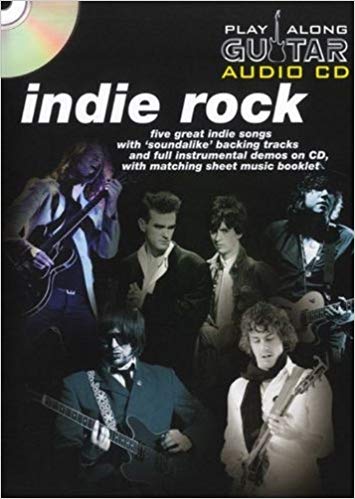 PLAY ALONG
GUITAR
AUDIO CD
indie rock
five great indie songs
with 'soundalike' backing tracks
and full instrumental demos on CD,
with matching sheet music booklet